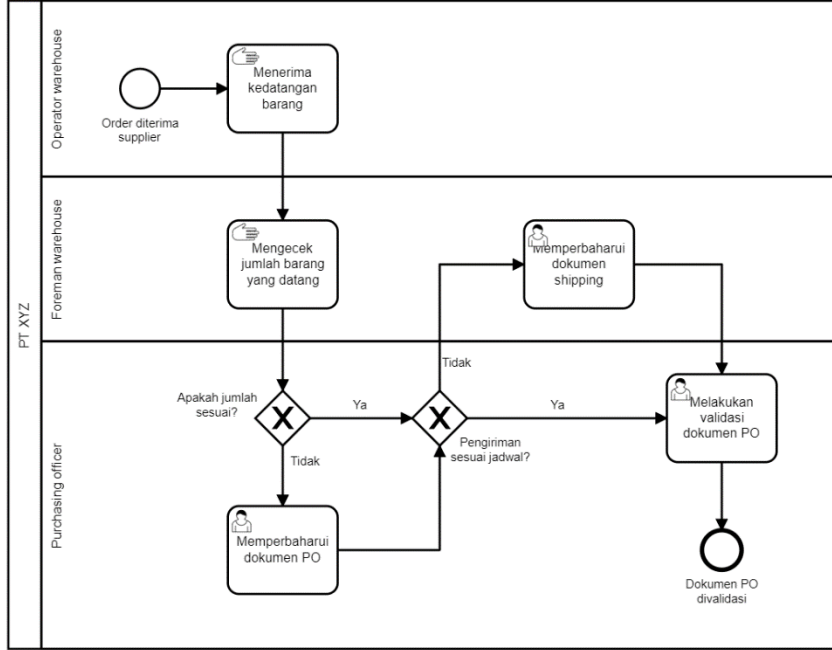 PT XYZ
Operator warehouse
Order diterima
supplier
Menerima
kedatangan
barang
Foreman warehouse
Mengecek
jumlah barang
yang datang
Memperbaharui
dokumen
shipping
Purchasing officer
Apakah jumlah
sesuai?
Ya
Tidak
Tidak
Pengiriman
sesuai jadwal?
Ya
Melakukan
validasi
dokumen PO
Memperbaharui
dokumen PO
Dokumen PO
divalidasi